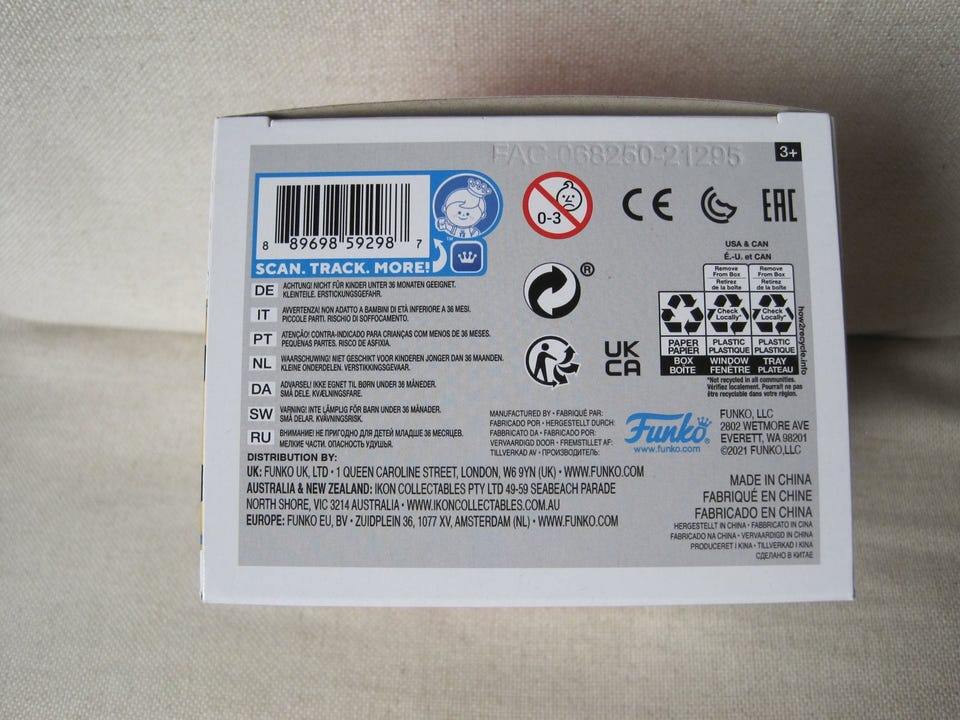 FAC-068250-21295
3+
8 89698 59298 7
TM
SCAN. TRACK. MORE!
0-3
CE
EAC
®
UK
CA
USA & CAN
É.-U. et CAN
Remove From Box
Retirez de la boîte
Remove From Box
Retirez de la boîte
Check Locally*
Check Locally*
PAPER PAPIER
PLASTIC PLASTIQUE
PLASTIC PLASTIQUE
BOX BOÎTE
WINDOW FENÊTRE
TRAY PLATEAU
how2recycle.info
*Not recycled in all communities.
Vérifiez localement. Pourrait ne pas
être recyclable dans votre région.
DE ACHTUNG! NICHT FÜR KINDER UNTER 36 MONATEN GEEIGNET.
KLEINTEILE. ERSTICKUNGSGEFAHR.
IT AVVERTENZA! NON ADATTO A BAMBINI DI ETÀ INFERIORE A 36 MESI.
PICCOLE PARTI. RISCHIO DI SOFFOCAMENTO.
PT ATENÇÃO! CONTRA-INDICADO PARA CRIANÇAS COM MENOS DE 36 MESES.
PEQUENAS PARTES. RISCO DE ASFIXIA.
NL WAARSCHUWING! NIET GESCHIKT VOOR KINDEREN JONGER DAN 36 MAANDEN.
KLEINE ONDERDELEN. VERSTIKKINGSGEVAAR.
DA ADVARSEL! IKKE EGNET TIL BØRN UNDER 36 MÅNEDER.
SMÅ DELE. KVÆLNINGSFARE.
SW VARNING! INTE LÄMPLIG FÖR BARN UNDER 36 MÅNADER.
SMÅ DELAR. KVÄVNINGSRISK.
RU ВНИМАНИЕ! НЕ ПРИГОДНО ДЛЯ ДЕТЕЙ МЛАДШЕ 36 МЕСЯЦЕВ.
МЕЛКИЕ ЧАСТИ. ОПАСНОСТЬ УДУШЬЯ.
MANUFACTURED BY • FABRIQUÉ PAR:
FABRICADO POR • HERGESTELLT DURCH:
FABBRICATO DA • FABRICADO POR:
VERVAARDIGD DOOR • FREMSTILLET AF:
TILLVERKAD AV • ПРОИЗВОДИТЕЛЬ:
Funko®
www.funko.com
FUNKO, LLC
2802 WETMORE AVE
EVERETT, WA 98201
©2021 FUNKO,LLC
DISTRIBUTION BY:
UK: FUNKO UK, LTD • 1 QUEEN CAROLINE STREET, LONDON, W6 9YN (UK) • WWW.FUNKO.COM
AUSTRALIA & NEW ZEALAND: IKON COLLECTABLES PTY LTD 49-59 SEABEACH PARADE
NORTH SHORE, VIC 3214 AUSTRALIA • WWW.IKONCOLLECTABLES.COM.AU
EUROPE: FUNKO EU, BV • ZUIDPLEIN 36, 1077 XV, AMSTERDAM (NL) • WWW.FUNKO.COM
MADE IN CHINA
FABRIQUÉ EN CHINE
FABRICADO EN CHINA
HERGESTELLT IN CHINA • FABBRICATO IN CINA
FABRICADO NA CHINA • VERVAARDIGD IN CHINA
PRODUCERET I KINA • TILLVERKAD I KINA
СДЕЛАНО В КИТАЕ